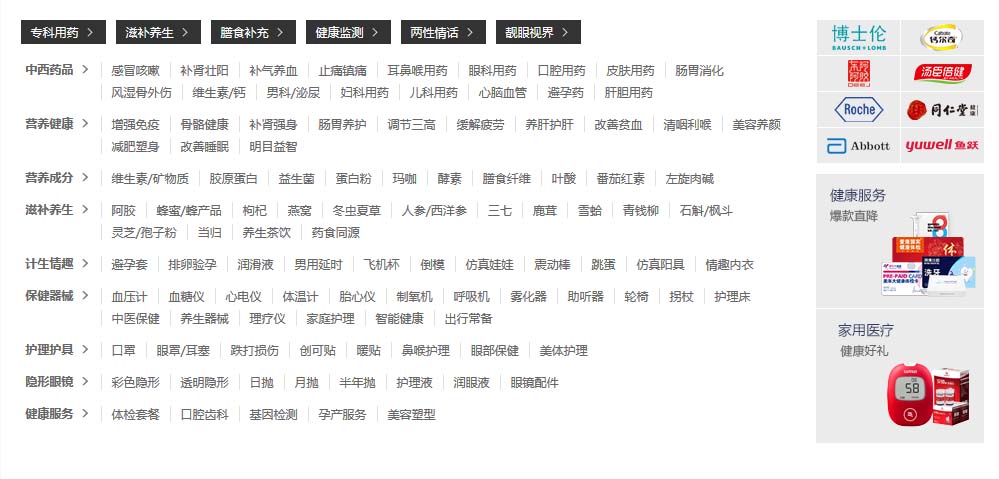 专科用药 滋补养生 膳食补充 健康监测 两性情话 靓眼视界
中西药品 感冒咳嗽 补肾壮阳 补气养血 止痛镇痛 耳鼻喉用药 眼科用药 口腔用药 皮肤用药 肠胃消化
风湿骨外伤 维生素/钙 男科/泌尿 妇科用药 儿科用药 心脑血管 避孕药 肝胆用药
营养健康 增强免疫 骨骼健康 补肾强身 肠胃养护 调节三高 缓解疲劳 养肝护肝 改善贫血 清咽利喉 美容养颜
减肥塑身 改善睡眠 明目益智
营养成分 维生素/矿物质 胶原蛋白 益生菌 蛋白粉 玛咖 酵素 膳食纤维 叶酸 番茄红素 左旋肉碱
滋补养生 阿胶 蜂蜜/蜂产品 枸杞 燕窝 冬虫夏草 人参/西洋参 三七 鹿茸 雪蛤 青钱柳 石斛/枫斗
灵芝/孢子粉 当归 养生茶饮 药食同源
计生情趣 避孕套 排卵验孕 润滑液 男用延时 飞机杯 倒模 仿真娃娃 震动棒 跳蛋 仿真阳具 情趣内衣
保健器械 血压计 血糖仪 心电仪 体温计 胎心仪 制氧机 呼吸机 雾化器 助听器 轮椅 拐杖 护理床
中医保健 养生器械 理疗仪 家庭护理 智能健康 出行常备
护理护具 口罩 眼罩/耳塞 跌打损伤 创可贴 暖贴 鼻喉护理 眼部保健 美体护理
隐形眼镜 彩色隐形 透明隐形 日抛 月抛 半年抛 护理液 润眼液 眼镜配件
健康服务 体检套餐 口腔齿科 基因检测 孕产服务 美容塑型
博士伦
BAUSCH+LOMB
Caltrate
钙尔奇
东阿阿胶
DEEJ
汤臣倍健
Roche
同仁堂 健康
Abbott
yuwell 鱼跃
健康服务
爆款直降
体
PRE-PAID CARD
洗牙
家用医疗
健康好礼
5.8